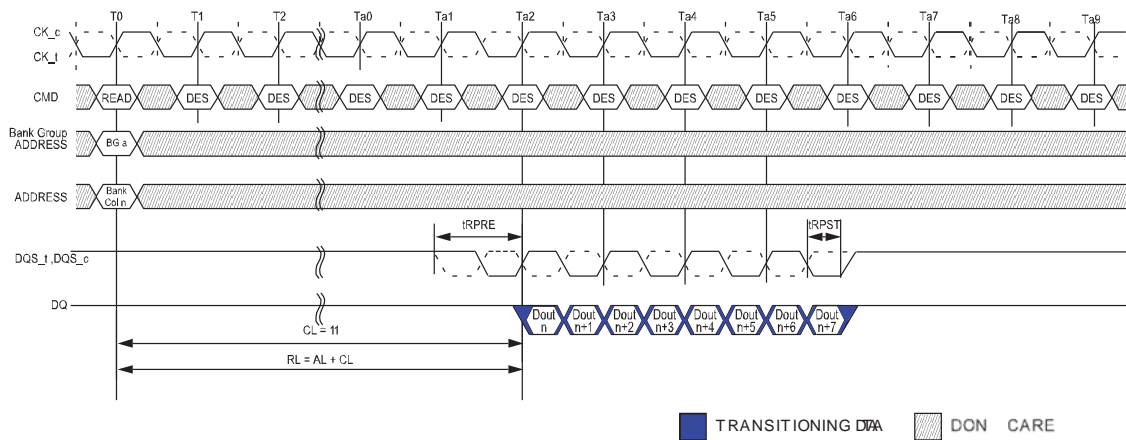 T0 T1 T2 Ta0 Ta1 Ta2 Ta3 Ta4 Ta5 Ta6 Ta7 Ta8 Ta9
CK_c
CK_t
CMD READ DES DES DES DES DES DES DES DES DES DES DES DES
Bank Group
ADDRESS
BG a
ADDRESS
Bank
Col n
tRPRE tRPST
DQS_t ,DQS_c
DQ
Dout Dout Dout Dout Dout Dout Dout Dout
n n+1 n+2 n+3 n+4 n+5 n+6 n+7
CL = 11
RL = AL + CL
TRANSITIONING DATA DON CARE